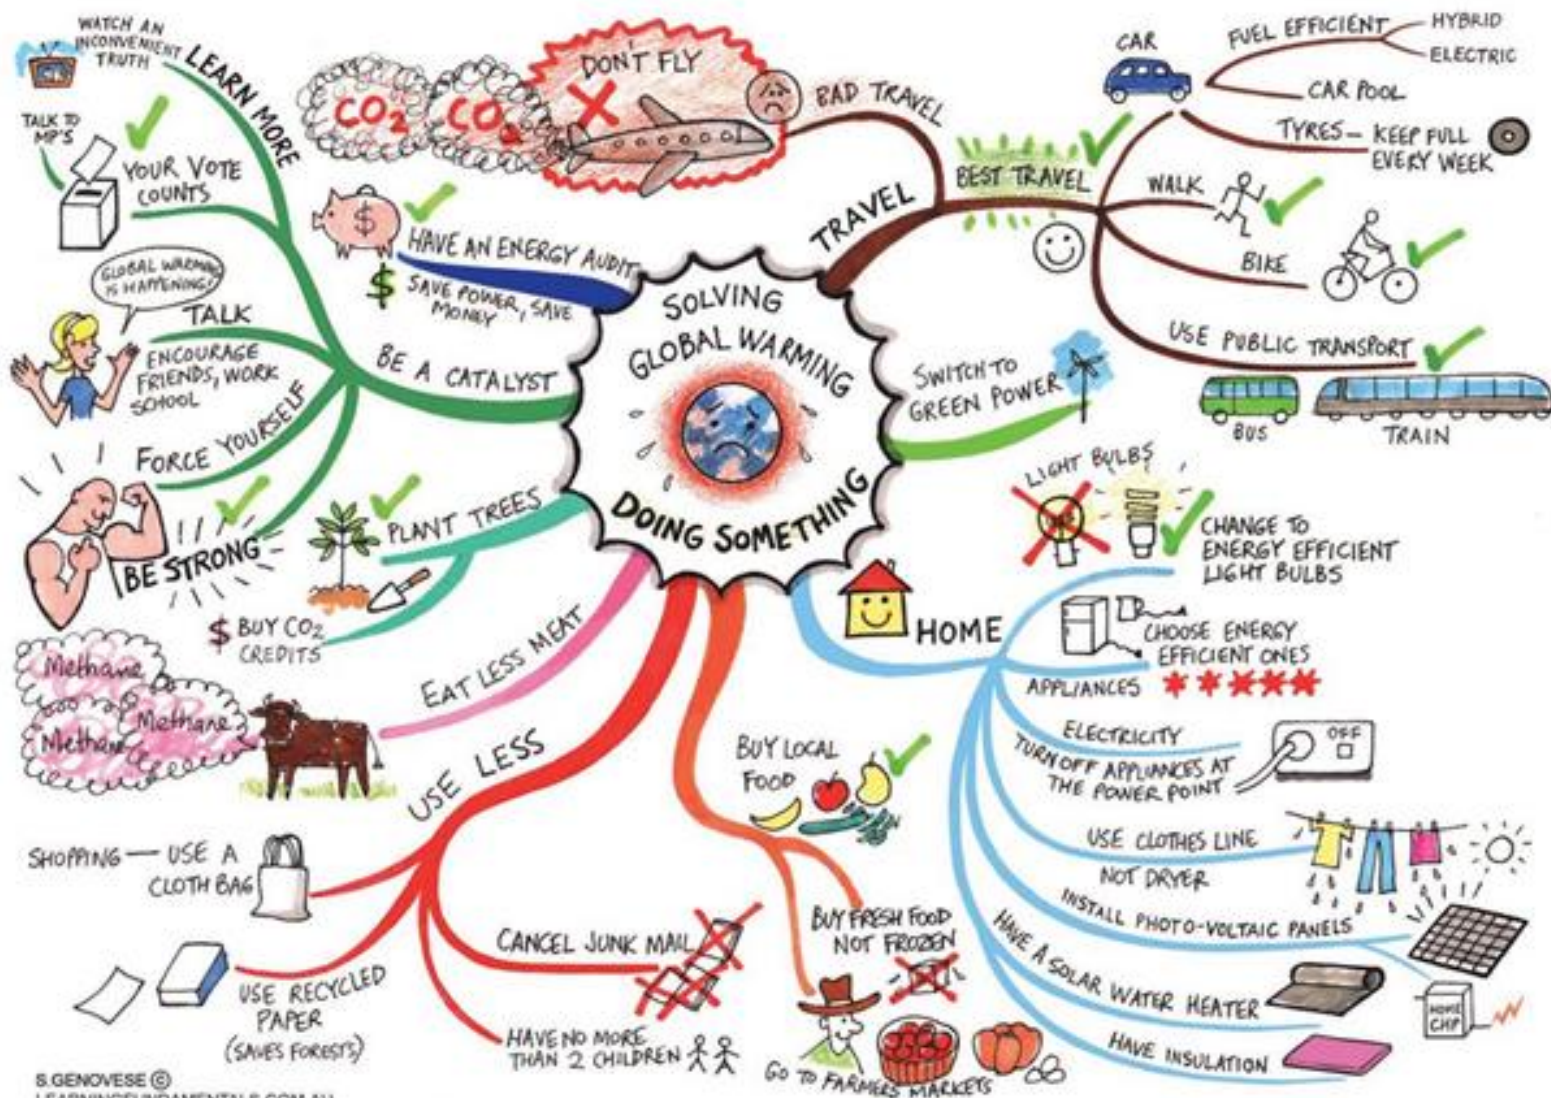 SOLVING
GLOBAL WARMING
DOING SOMETHING
TRAVEL
BAD TRAVEL
DON'T FLY
CO2
CO2
BEST TRAVEL
CAR
FUEL EFFICIENT
HYBRID
ELECTRIC
CAR POOL
TYRES — KEEP FULL
EVERY WEEK
WALK
BIKE
USE PUBLIC TRANSPORT
BUS
TRAIN
SWITCH TO
GREEN POWER
HOME
LIGHT BULBS
CHANGE TO
ENERGY EFFICIENT
LIGHT BULBS
CHOOSE ENERGY
EFFICIENT ONES
APPLIANCES
ELECTRICITY
TURN OFF APPLIANCES AT
THE POWER POINT
OFF
USE CLOTHES LINE
NOT DRYER
INSTALL PHOTO-VOLTAIC PANELS
HOME
CHP
HAVE A SOLAR WATER HEATER
HAVE INSULATION
BUY LOCAL
FOOD
BUY FRESH FOOD
NOT FROZEN
GO TO FARMERS MARKETS
USE LESS
SHOPPING — USE A
CLOTH BAG
USE RECYCLED
PAPER
(SAVES FORESTS)
CANCEL JUNK MAIL
HAVE NO MORE
THAN 2 CHILDREN
EAT LESS MEAT
Methane
Methane
Methane
PLANT TREES
$ BUY CO2
CREDITS
BE A CATALYST
LEARN MORE
WATCH AN
INCONVENIENT
TRUTH
TALK TO
MP'S
YOUR VOTE
COUNTS
GLOBAL WARMING
IS HAPPENING!
TALK
ENCOURAGE
FRIENDS, WORK
SCHOOL
FORCE YOURSELF
BE STRONG
$
HAVE AN ENERGY AUDIT
$ SAVE POWER, SAVE
MONEY
S.GENOVESE ©
LEARNINGFUNDAMENTALS.COM.AU